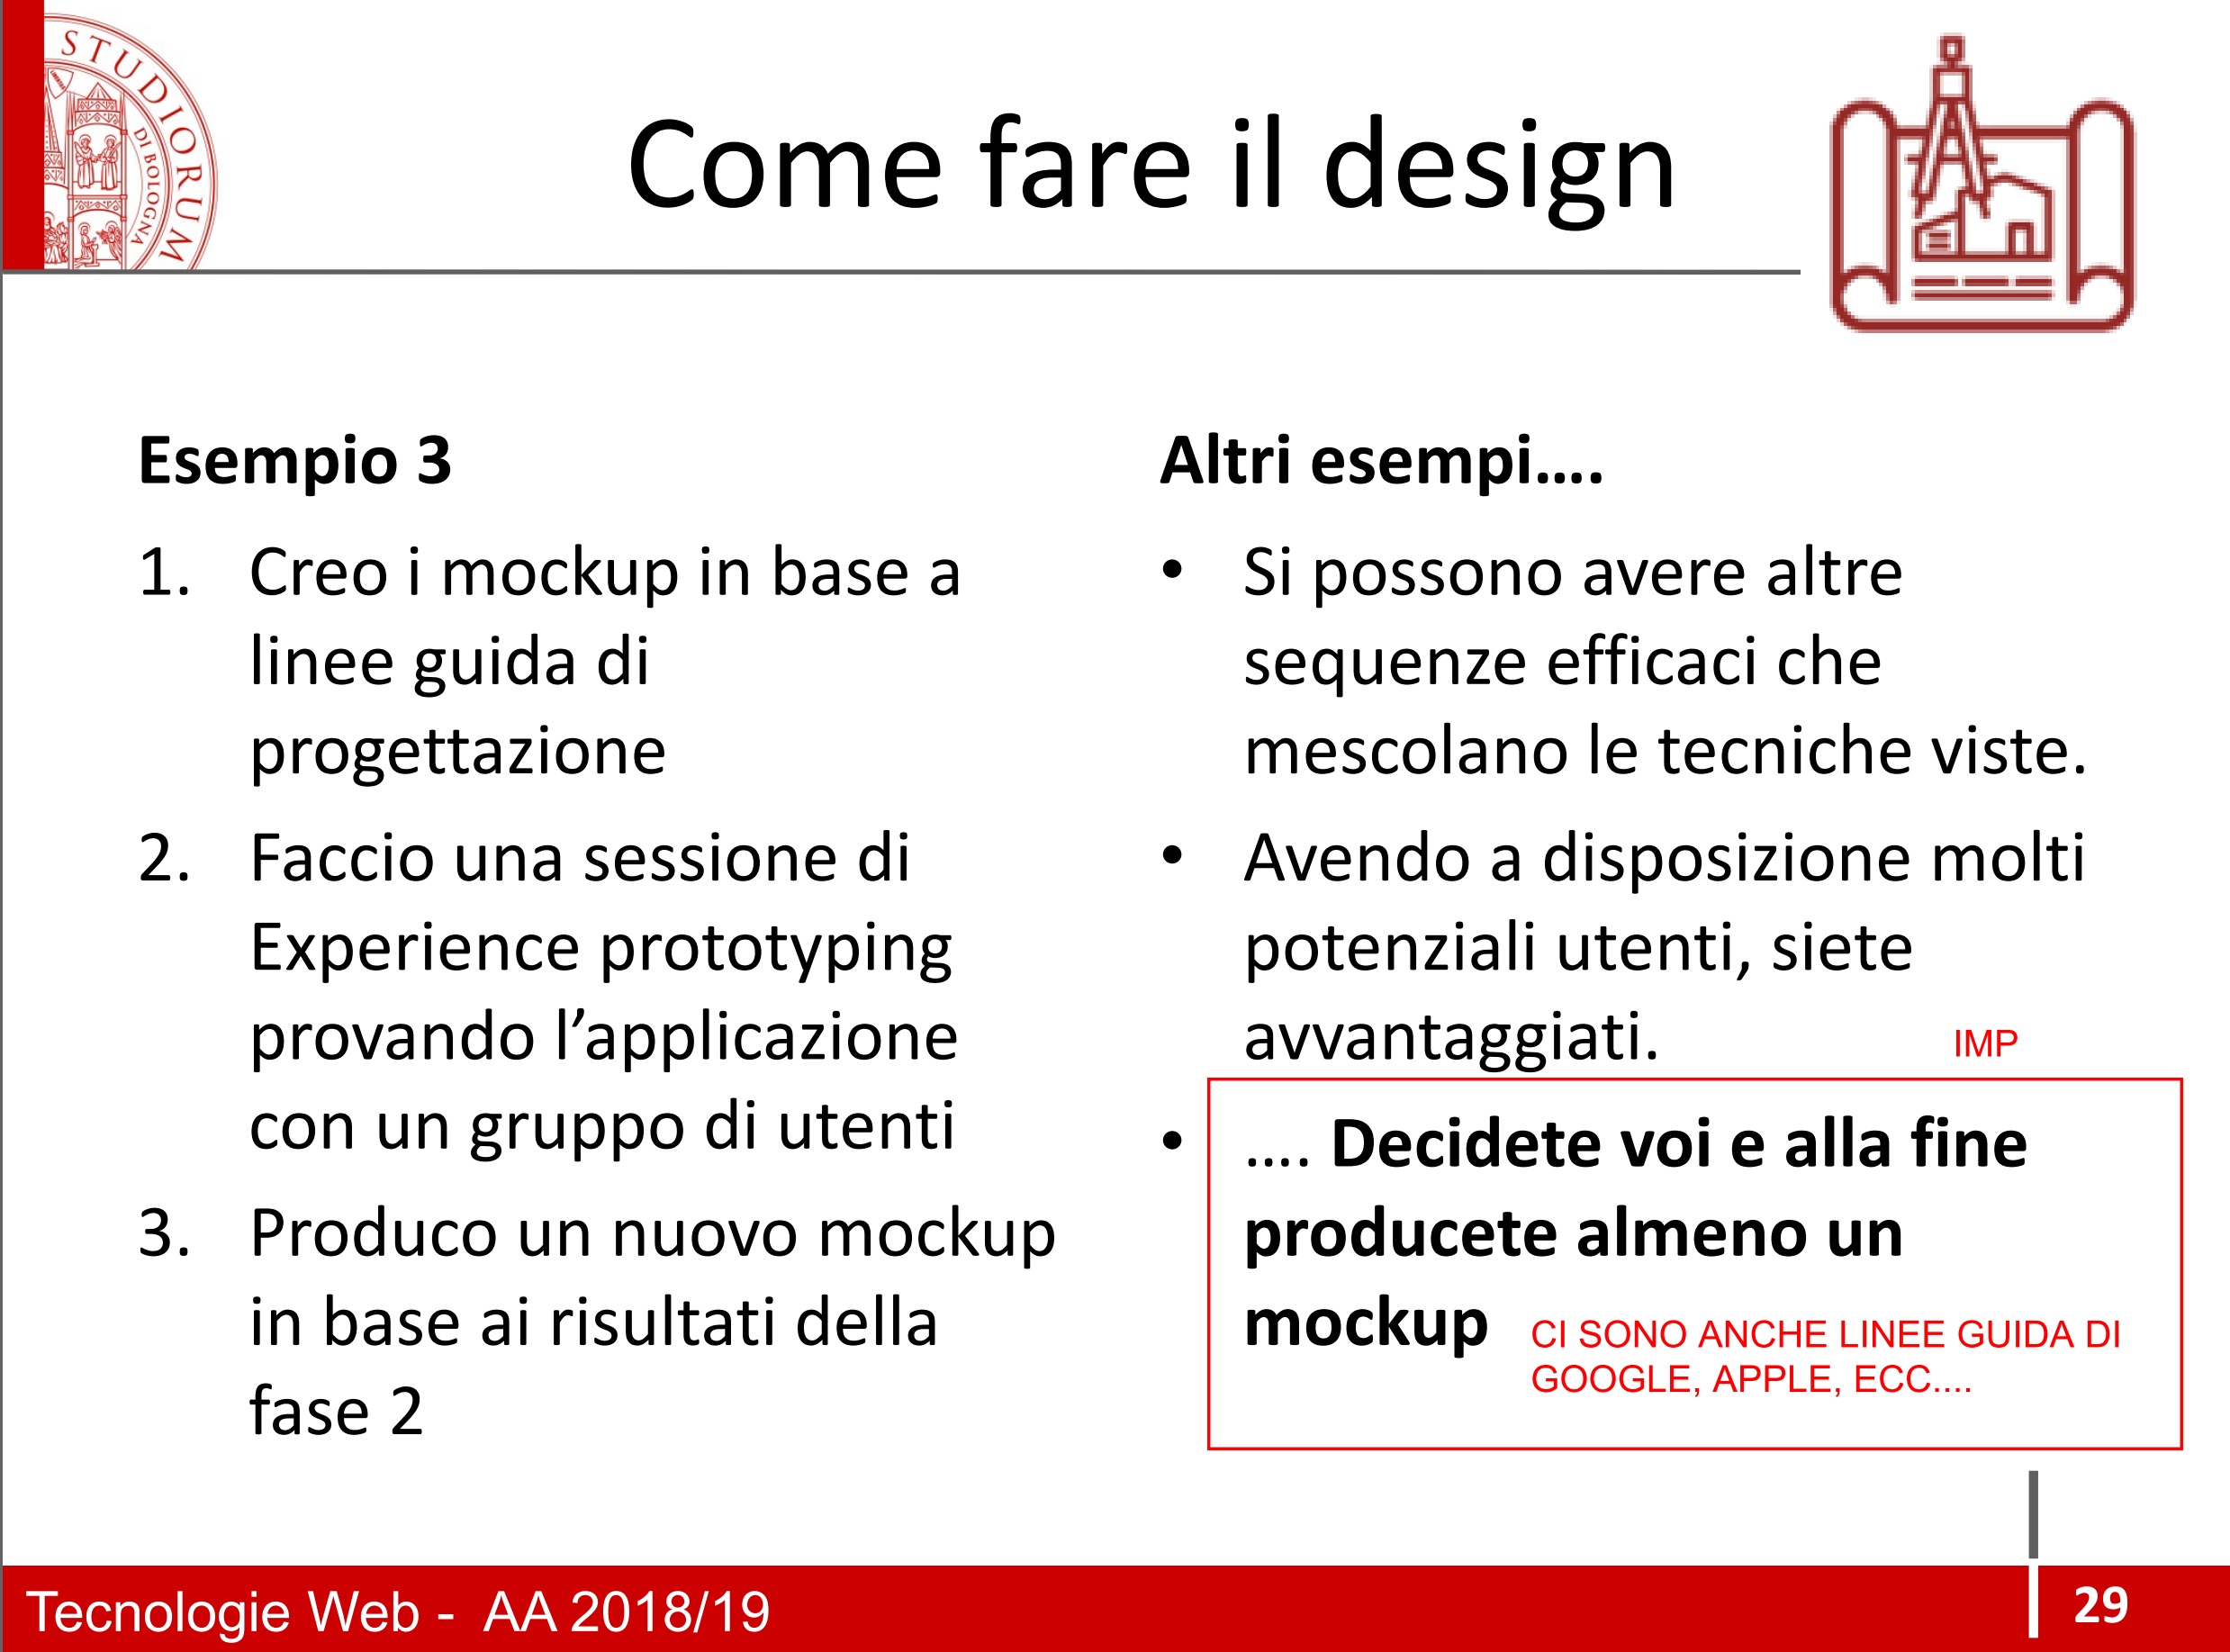 STUDIORUM
DI BOLOGNA
Come fare il design
Esempio 3
1. Creo i mockup in base a
linee guida di
progettazione
2. Faccio una sessione di
Experience prototyping
provando l’applicazione
con un gruppo di utenti
3. Produco un nuovo mockup
in base ai risultati della
fase 2
Altri esempi….
• Si possono avere altre
sequenze efficaci che
mescolano le tecniche viste.
• Avendo a disposizione molti
potenziali utenti, siete
avvantaggiati.
IMP
• …. Decidete voi e alla fine
producete almeno un
mockup
CI SONO ANCHE LINEE GUIDA DI
GOOGLE, APPLE, ECC....
Tecnologie Web - AA 2018/19
29